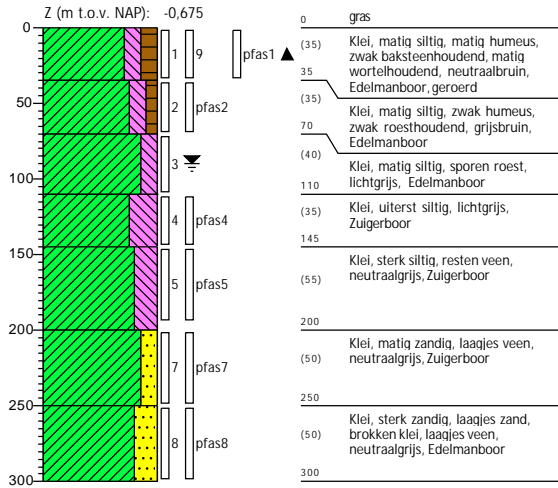 Z (m t.o.v. NAP): -0,675
0
50
100
150
200
250
300
1 9 pfas1
2 pfas2
3
4 pfas4
5 pfas5
7 pfas7
8 pfas8
0 gras
(35) Klei, matig siltig, matig humeus,
zwak baksteenhoudend, matig
35 wortelhoudend, neutraalbruin,
Edelmanboor, geroerd
(35)
Klei, matig siltig, zwak humeus,
70 zwak roesthoudend, grijsbruin,
Edelmanboor
(40)
Klei, matig siltig, sporen roest,
110 lichtgrijs, Edelmanboor
(35) Klei, uiterst siltig, lichtgrijs,
Zuigerboor
145
Klei, sterk siltig, resten veen,
(55) neutraalgrijs, Zuigerboor
200
Klei, matig zandig, laagjes veen,
(50) neutraalgrijs, Zuigerboor
250
Klei, sterk zandig, laagjes zand,
(50) brokken klei, laagjes veen,
neutraalgrijs, Edelmanboor
300